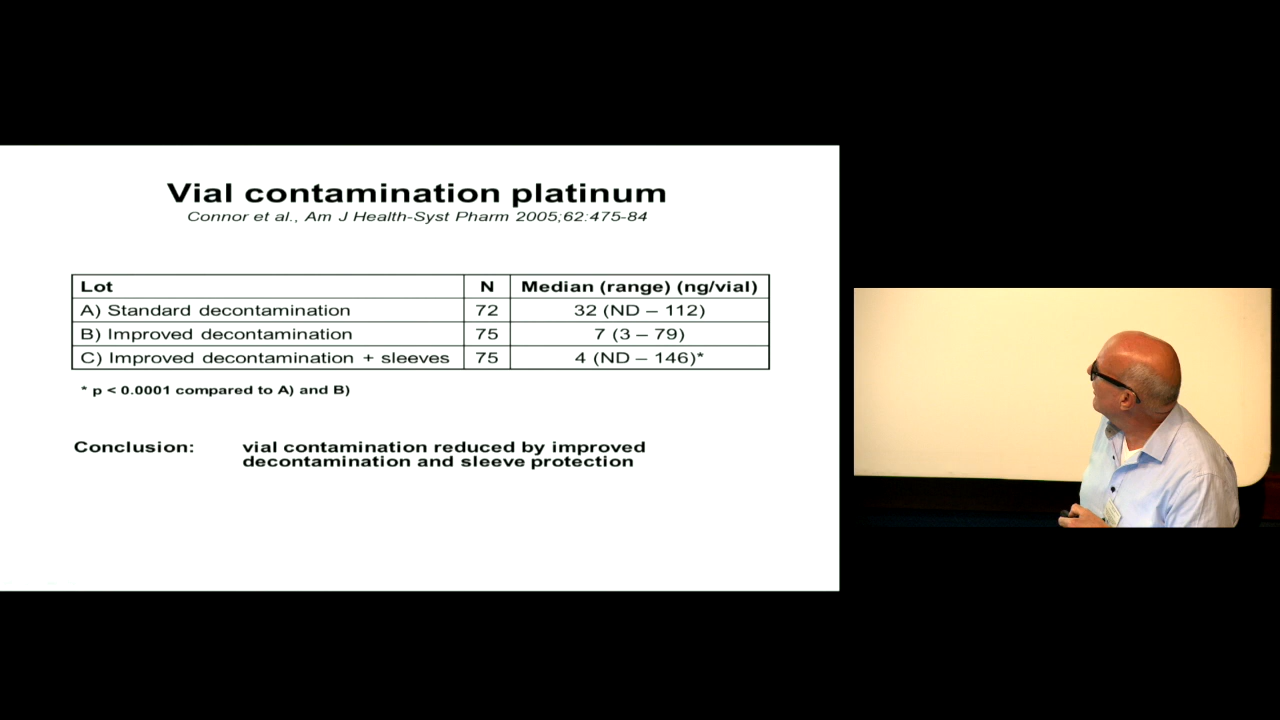 Vial contamination platinum
Connor et al., Am J Health-Syst Pharm 2005;62:475-84
Lot N Median (range) (ng/vial)
A) Standard decontamination 72 32 (ND – 112)
B) Improved decontamination 75 7 (3 – 79)
C) Improved decontamination + sleeves 75 4 (ND – 146)*
* p < 0.0001 compared to A) and B)
Conclusion: vial contamination reduced by improved
decontamination and sleeve protection